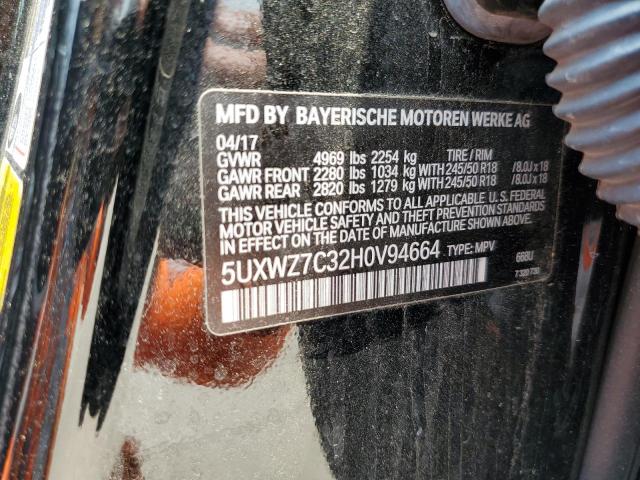 MFD BY BAYERISCHE MOTOREN WERKE AG
04/17
GVWR 4969 lbs 2254 kg TIRE / RIM
GAWR FRONT 2280 lbs 1034 kg WITH 245/50 R18 /8.0J x 18
GAWR REAR 2820 lbs 1279 kg WITH 245/50 R18 /8.0J x 18
THIS VEHICLE CONFORMS TO ALL APPLICABLE U. S. FEDERAL
MOTOR VEHICLE SAFETY AND THEFT PREVENTION STANDARDS
IN EFFECT ON THE DATE OF MANUFACTURE SHOWN ABOVE.
5UXWZ7C32H0V94664 TYPE: MPV 668U
T320730